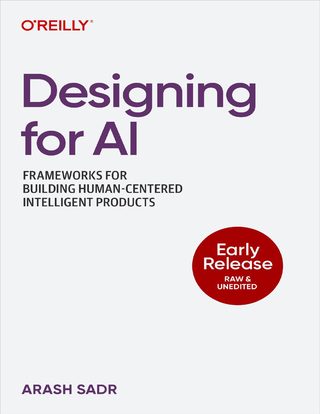 O'REILLY®
Designing
for AI
FRAMEWORKS FOR
BUILDING HUMAN-CENTERED
INTELLIGENT PRODUCTS
Early
Release
RAW &
UNEDITED
ARASH SADR